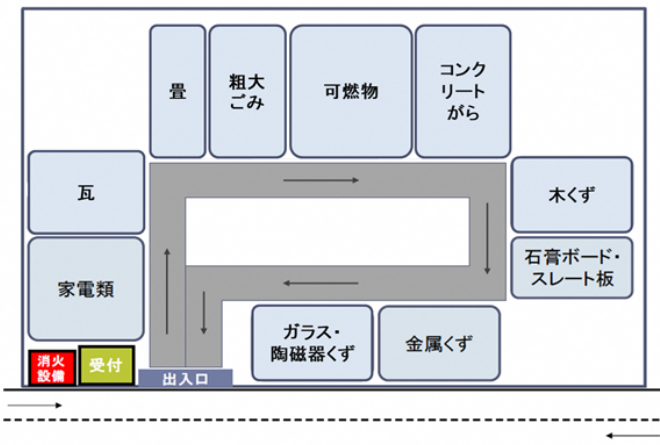 畳
粗大
ごみ
可燃物
コンク
リート
がら
瓦
木くず
家電類
石膏ボード・
スレート板
ガラス・
陶磁器くず
金属くず
消火
設備
受付
出入口